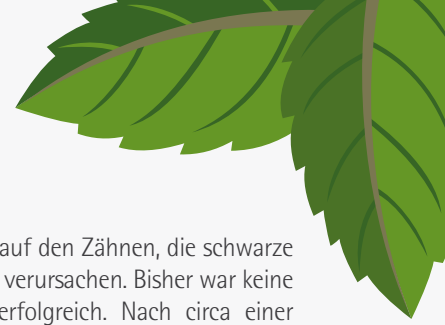 auf den Zähnen, die schwarze
verursachen. Bisher war keine
erfolgreich. Nach circa einer